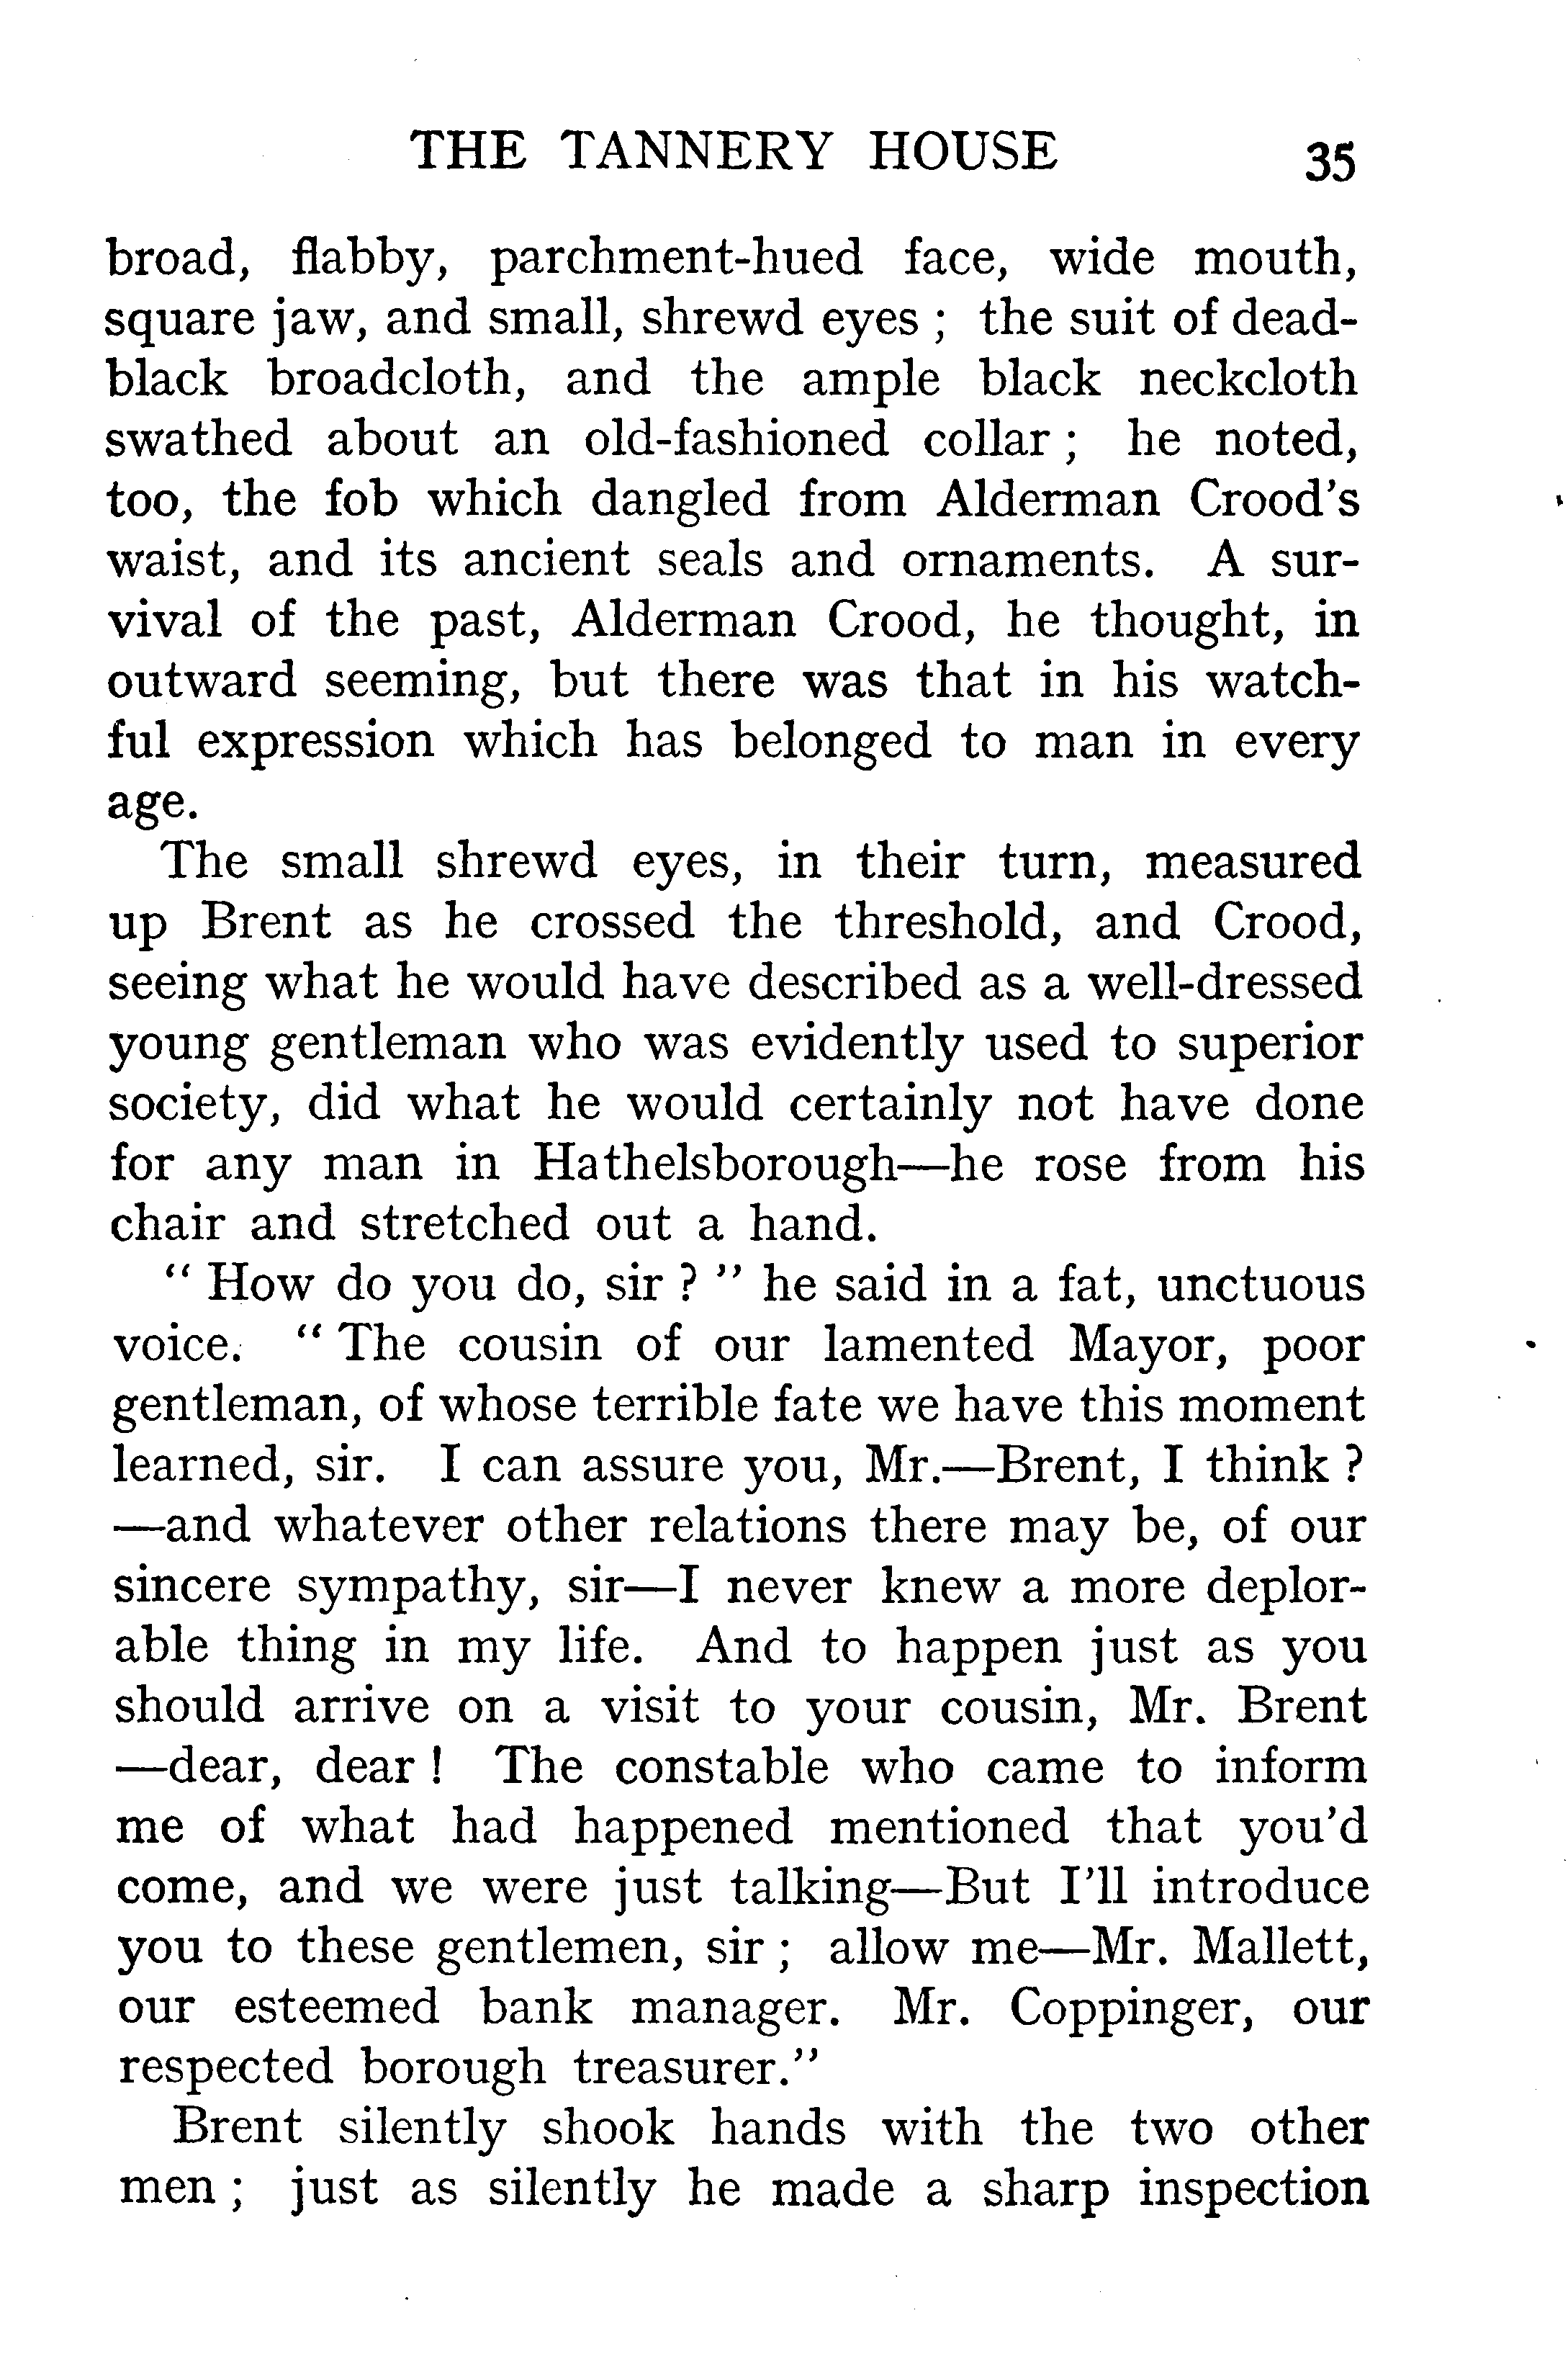 THE TANNERY HOUSE 35
broad, flabby, parchment-hued face, wide mouth,
square jaw, and small, shrewd eyes ; the suit of dead-
black broadcloth, and the ample black neckcloth
swathed about an old-fashioned collar ; he noted,
too, the fob which dangled from Alderman Crood's
waist, and its ancient seals and ornaments. A sur-
vival of the past, Alderman Crood, he thought, in
outward seeming, but there was that in his watch-
ful expression which has belonged to man in every
age.
The small shrewd eyes, in their turn, measured
up Brent as he crossed the threshold, and Crood,
seeing what he would have described as a well-dressed
young gentleman who was evidently used to superior
society, did what he would certainly not have done
for any man in Hathelsborough—he rose from his
chair and stretched out a hand.
“ How do you do, sir ? ” he said in a fat, unctuous
voice. “ The cousin of our lamented Mayor, poor
gentleman, of whose terrible fate we have this moment
learned, sir. I can assure you, Mr.—Brent, I think ?
—and whatever other relations there may be, of our
sincere sympathy, sir—I never knew a more deplor-
able thing in my life. And to happen just as you
should arrive on a visit to your cousin, Mr. Brent
—dear, dear ! The constable who came to inform
me of what had happened mentioned that you'd
come, and we were just talking—But I'll introduce
you to these gentlemen, sir ; allow me—Mr. Mallett,
our esteemed bank manager. Mr. Coppinger, our
respected borough treasurer.”
Brent silently shook hands with the two other
men ; just as silently he made a sharp inspection